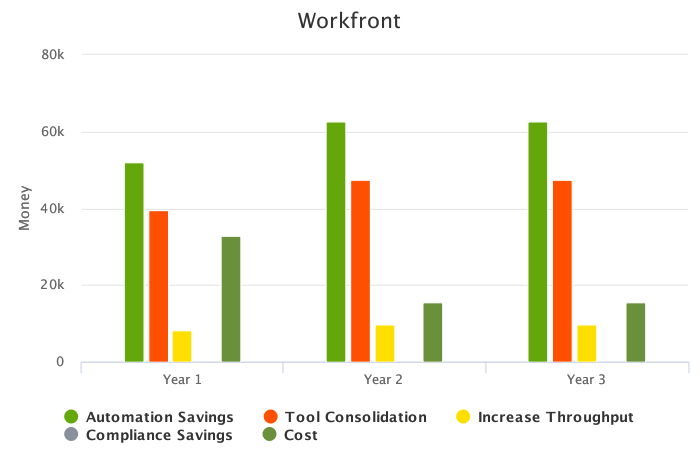 Workfront
80k
60k
40k
20k
0
Money
Year 1 Year 2 Year 3
Automation Savings Tool Consolidation Increase Throughput
Compliance Savings Cost